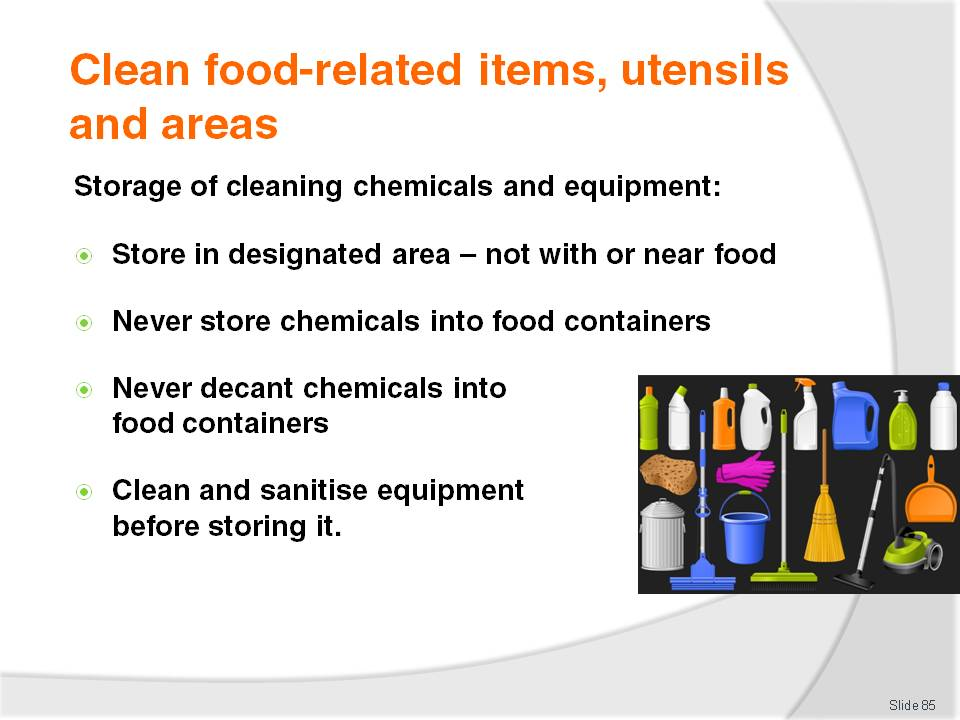 Clean food-related items, utensils
and areas
Storage of cleaning chemicals and equipment:
Store in designated area – not with or near food
Never store chemicals into food containers
Never decant chemicals into
food containers
Clean and sanitise equipment
before storing it.
Slide 85